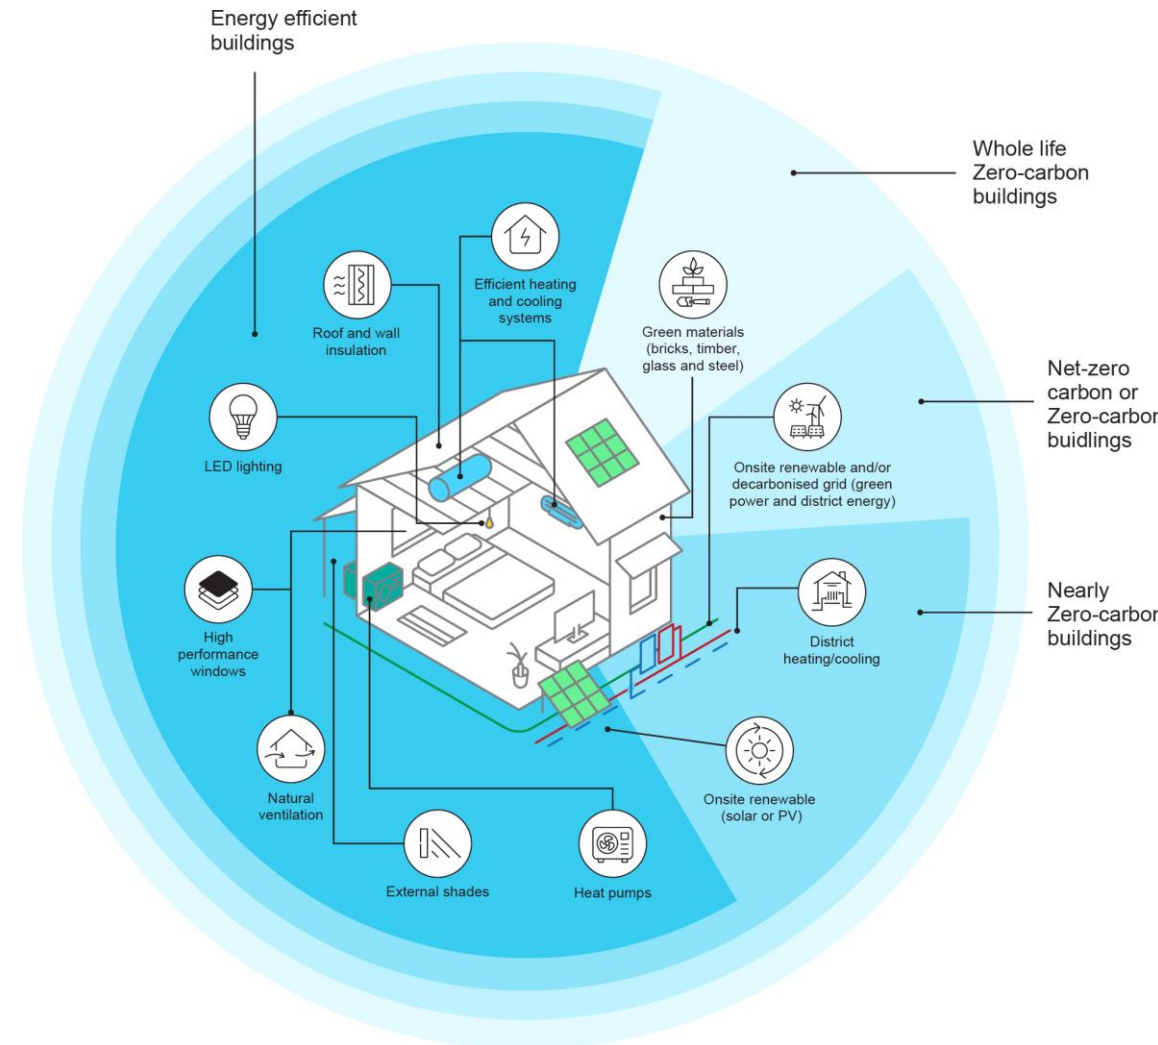 Energy efficient
buildings
Whole life
Zero-carbon
buildings
Efficient heating
and cooling
systems
Roof and wall
insulation
Green materials
(bricks, timber,
glass and steel)
Net-zero
carbon or
Zero-carbon
buidlings
LED lighting
Onsite renewable and/or
decarbonised grid (green
power and district energy)
Nearly
Zero-carbon
buildings
High
performance
windows
District
heating/cooling
Natural
ventilation
Onsite renewable
(solar or PV)
External shades
Heat pumps